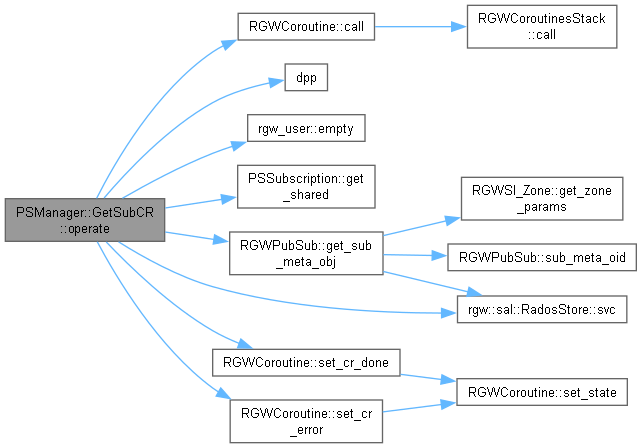 PSManager::GetSubCR
::operate
RGWCoroutine::call
RGWCoroutinesStack
::call
dpp
rgw_user::empty
PSSubscription::get
_shared
RGWPubSub::get_sub
_meta_obj
RGWSI_Zone::get_zone
_params
RGWPubSub::sub_meta_oid
rgw::sal::RadosStore::svc
RGWCoroutine::set_cr_done
RGWCoroutine::set_state
RGWCoroutine::set_cr
_error